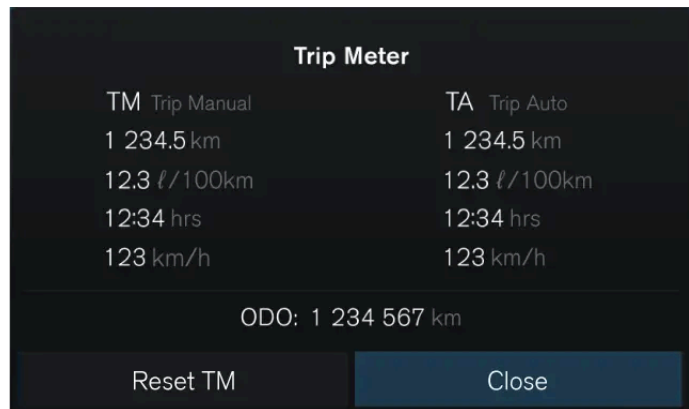 Trip Meter
TM Trip Manual
1 234.5 km
12.3 ℓ/100km
12:34 hrs
123 km/h
TA Trip Auto
1 234.5 km
12.3 ℓ/100km
12:34 hrs
123 km/h
ODO: 1 234 567 km
Reset TM
Close